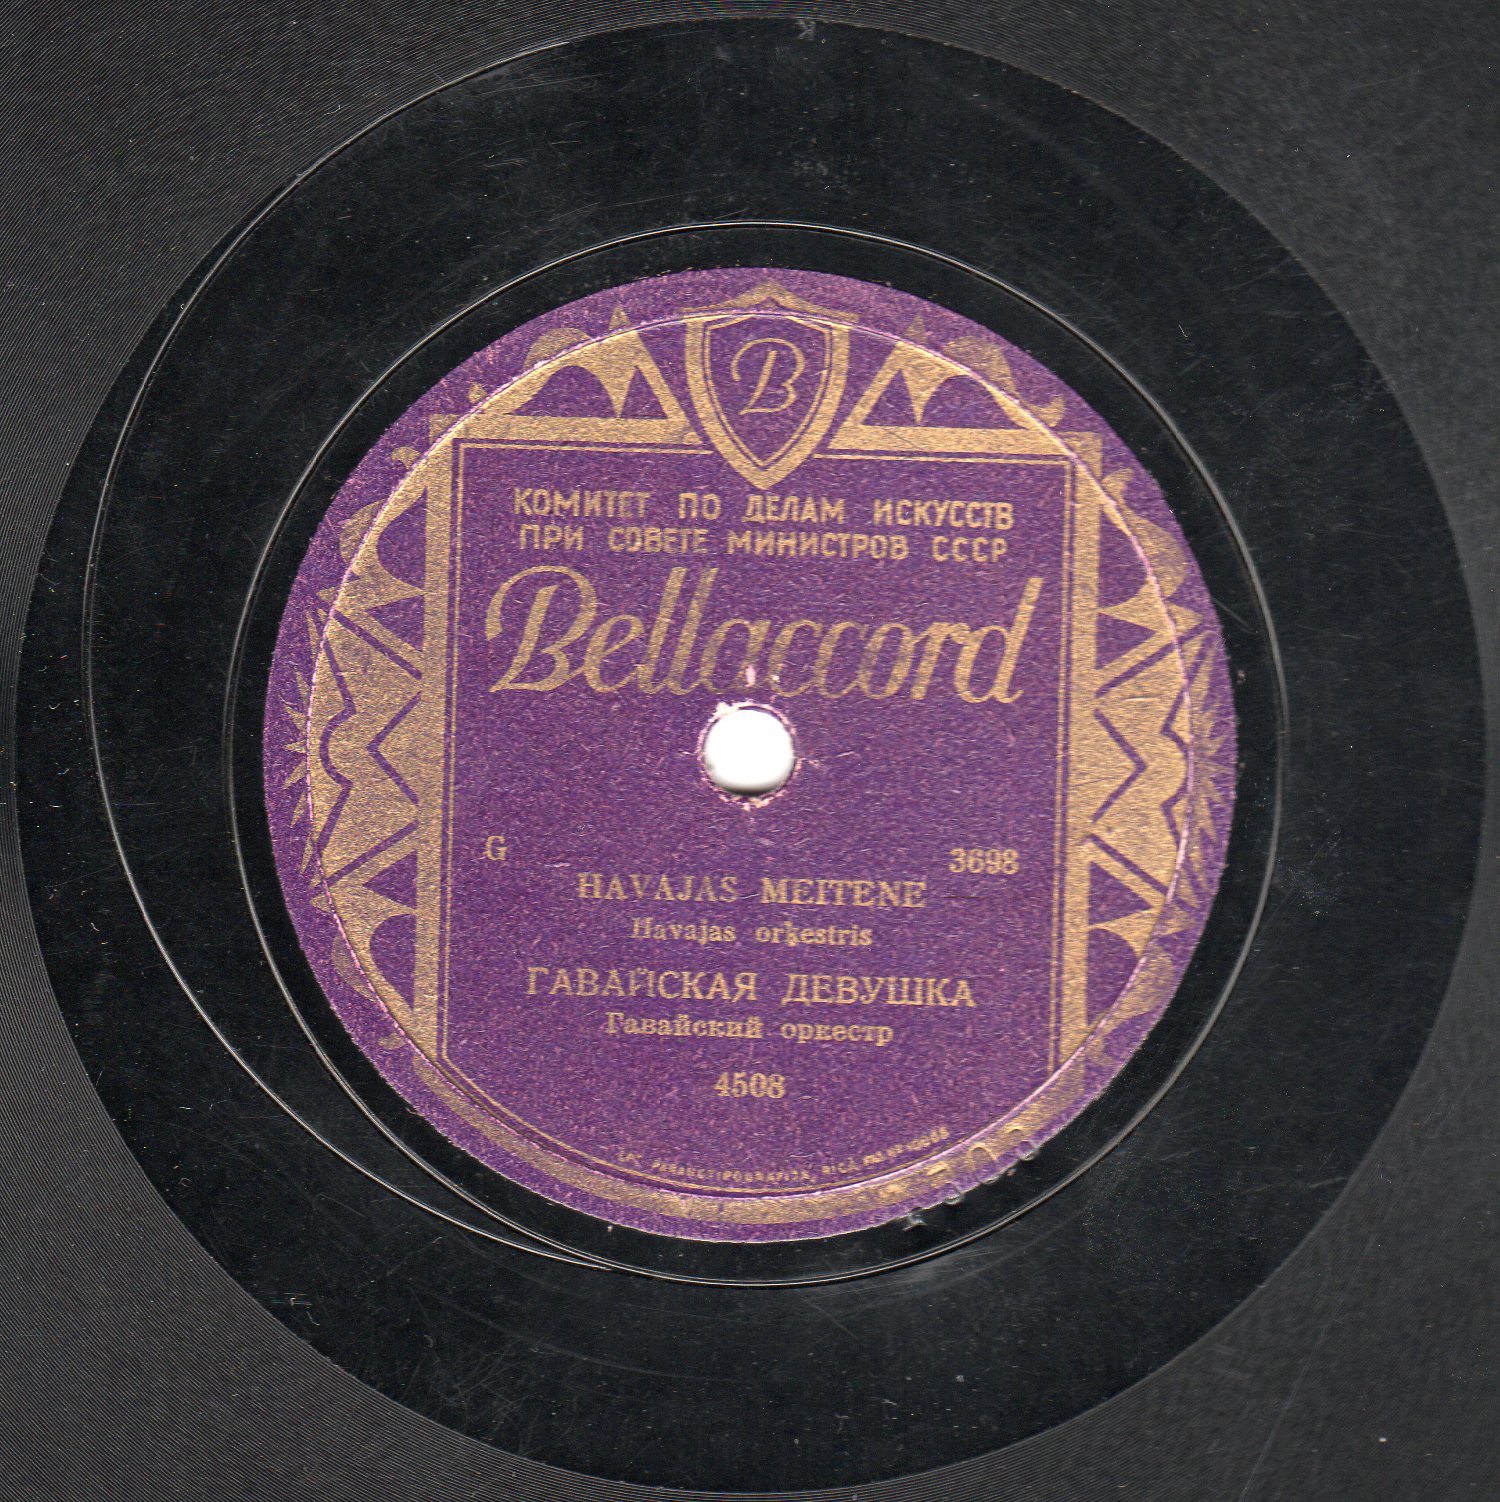 B
КОМИТЕТ ПО ДЕЛАМ ИСКУССТВ
ПРИ СОВЕТЕ МИНИСТРОВ СССР
Bellaccord
G 3698
HAVAJAS MEITENE
Havajas orķestris
ГАВАЙСКАЯ ДЕВУШКА
Гавайский оркестр
4508
RIGĀ